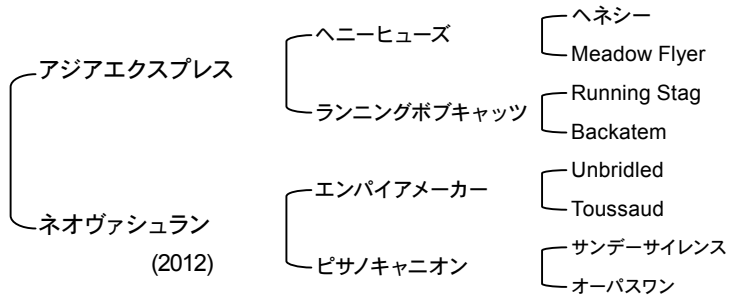 アジアエクスプレス
ヘニーヒューズ
ヘネシー
Meadow Flyer
ランニングボブキャッツ
Running Stag
Backatem
ネオヴァシュラン
(2012)
エンパイアメーカー
Unbridled
Toussaud
ピサノキャニオン
サンデーサイレンス
オーパスワン